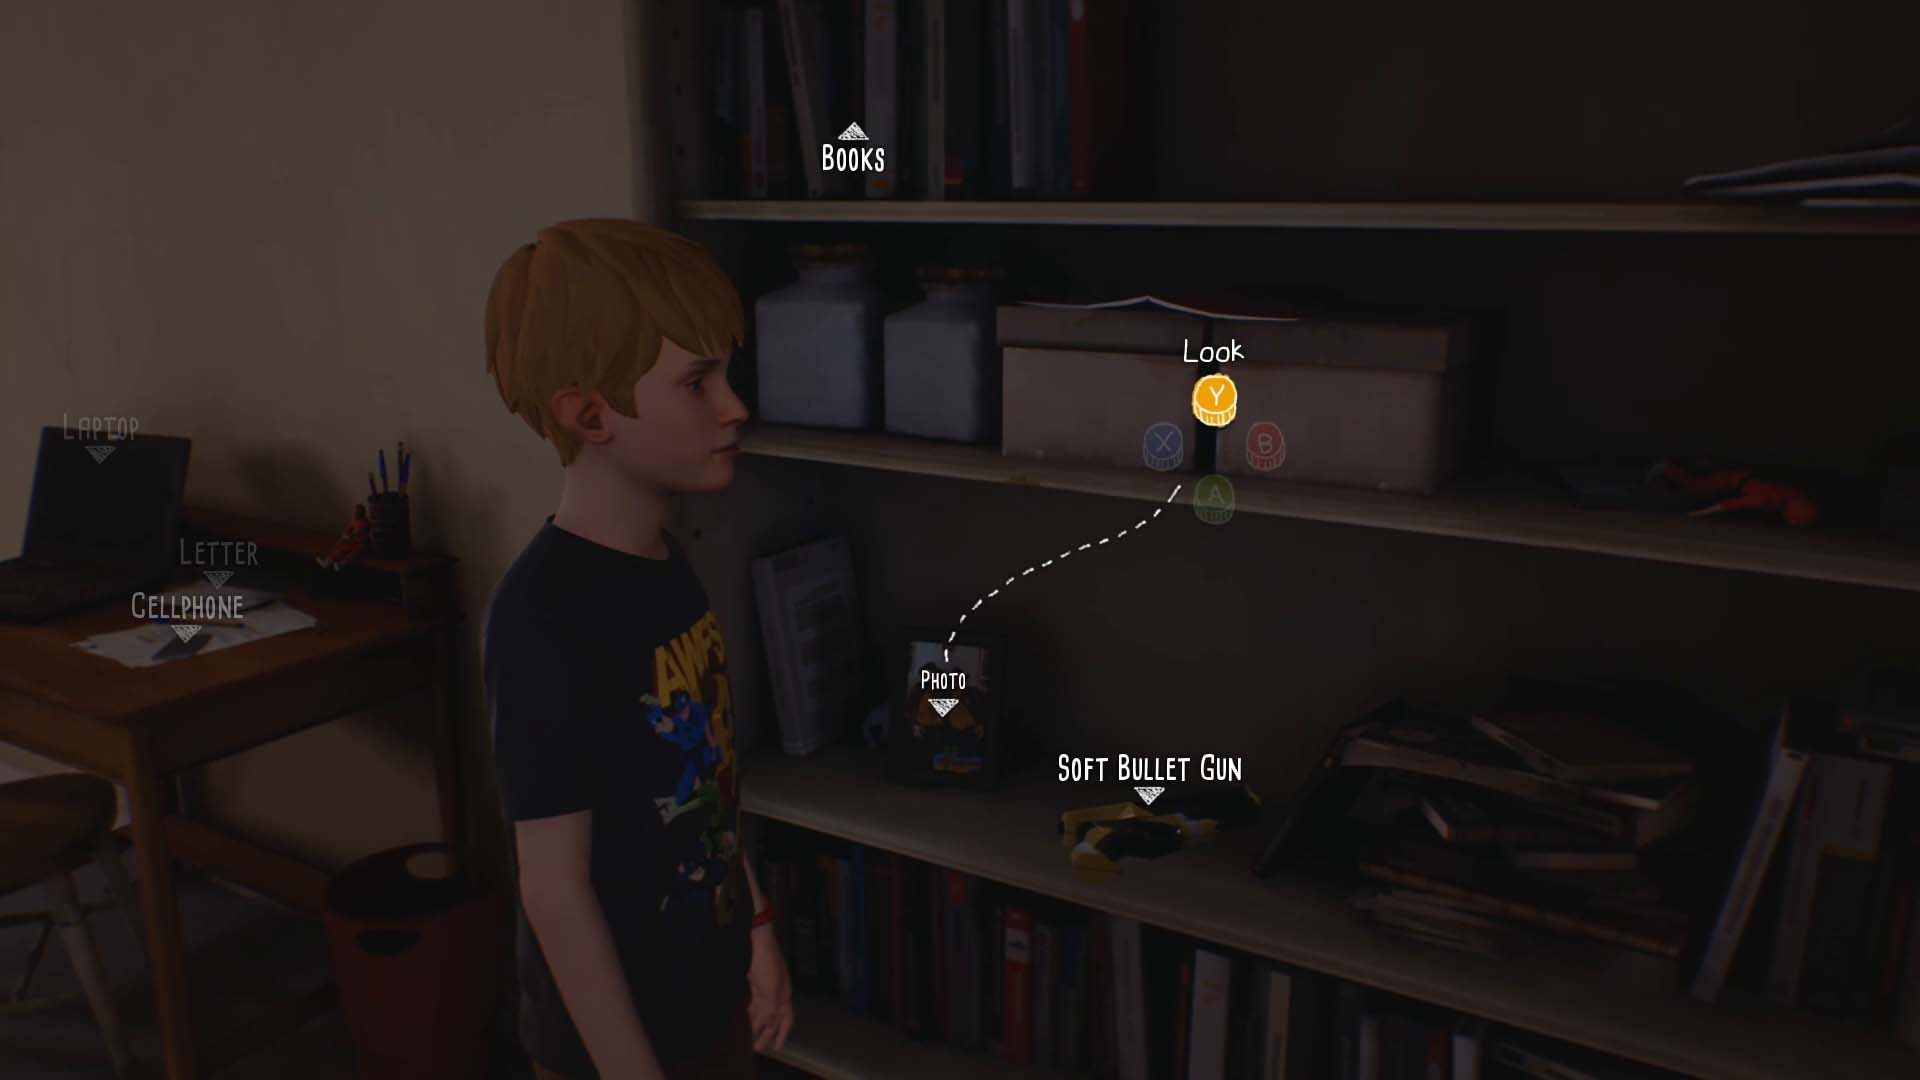 Books
Look
Y
X
B
A
Laptop
Letter
Cellphone
Photo
Soft Bullet Gun